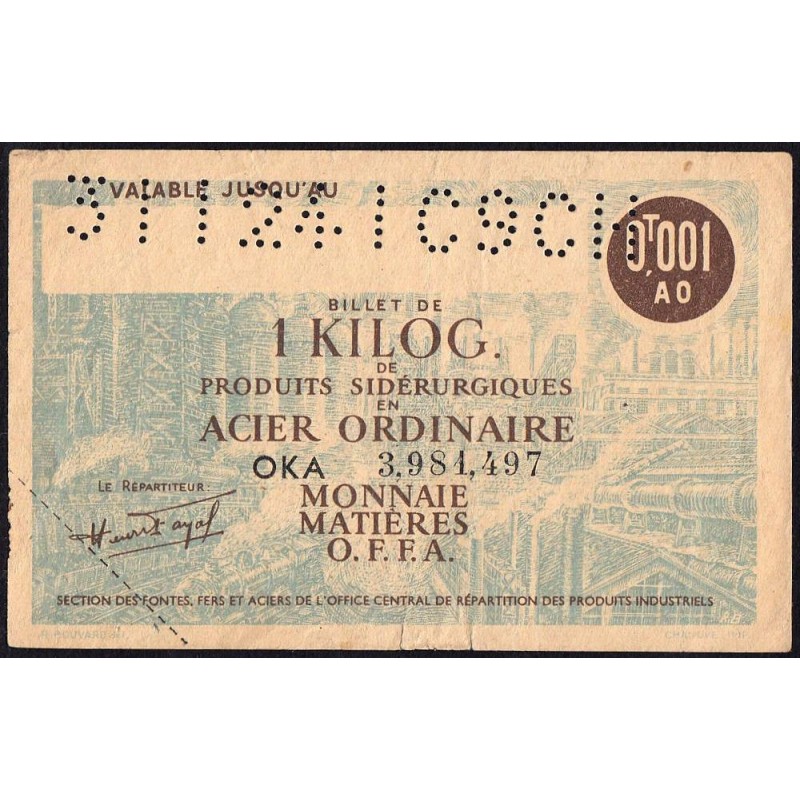 VALABLE JUSQU'AU
0T,001
AO
BILLET DE
1 KILOG.
DE
PRODUITS SIDÉRURGIQUES
EN
ACIER ORDINAIRE
OKA 3,981,497
LE RÉPARTITEUR:
MONNAIE
MATIÈRES
O.F.F.A.
SECTION DES FONTES, FERS ET ACIERS DE L'OFFICE CENTRAL DE RÉPARTITION DES PRODUITS INDUSTRIELS